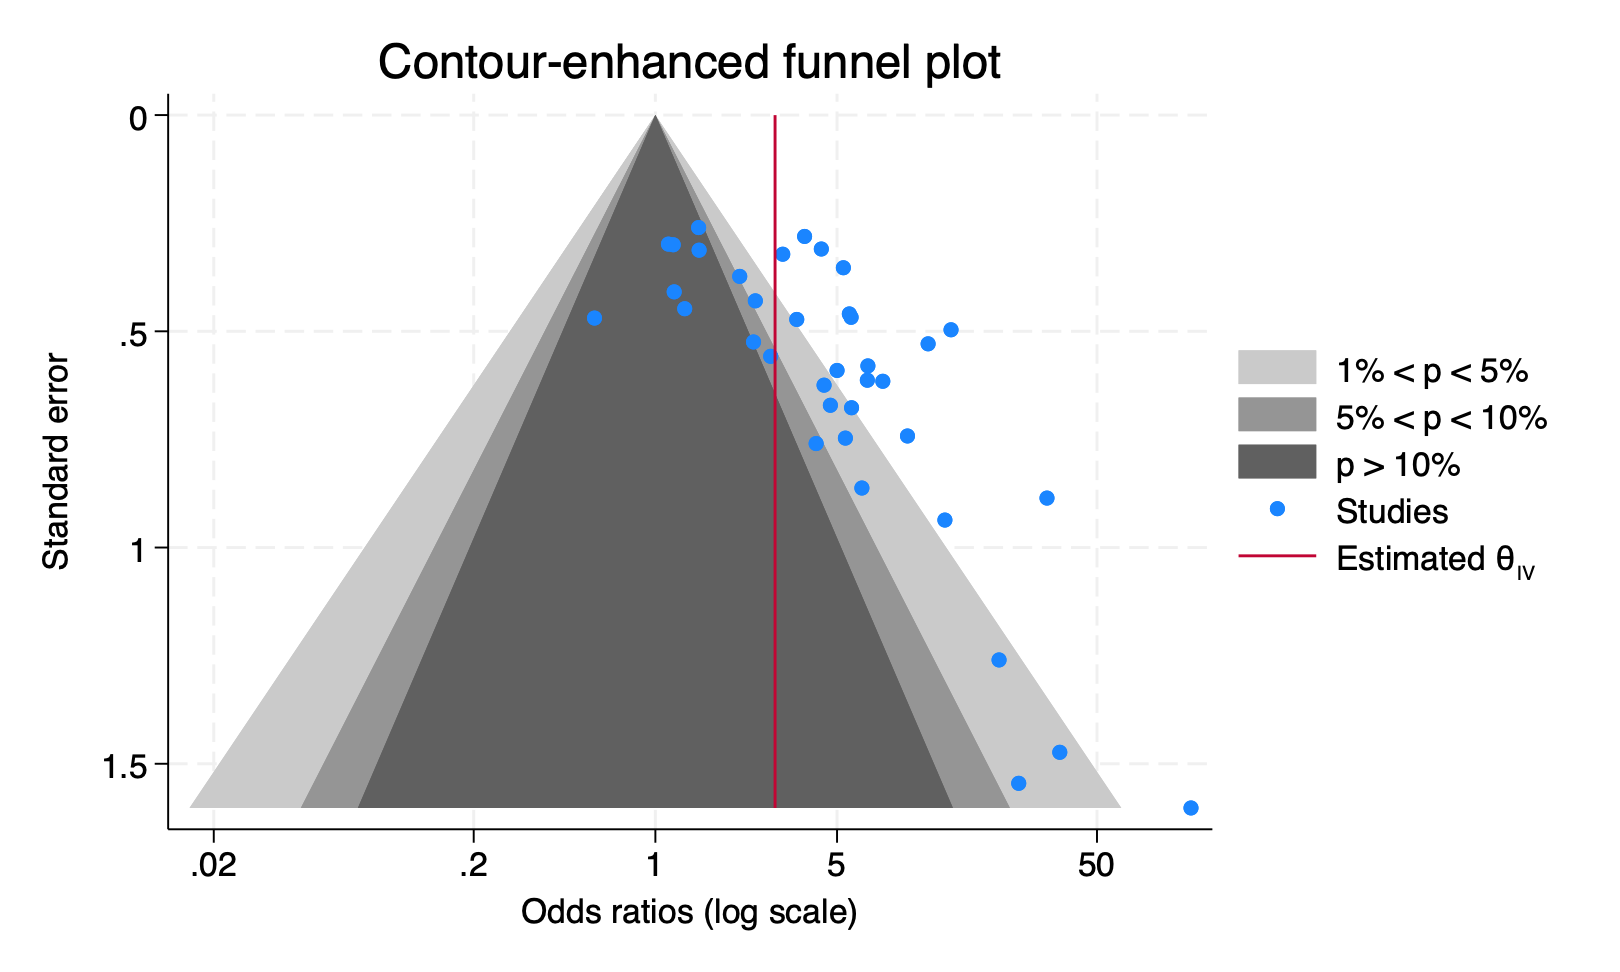 Contour-enhanced funnel plot
0
.5
1
1.5
Standard error
.02
.2
1
5
50
Odds ratios (log scale)
1% < p < 5%
5% < p < 10%
p > 10%
Studies
Estimated θIV